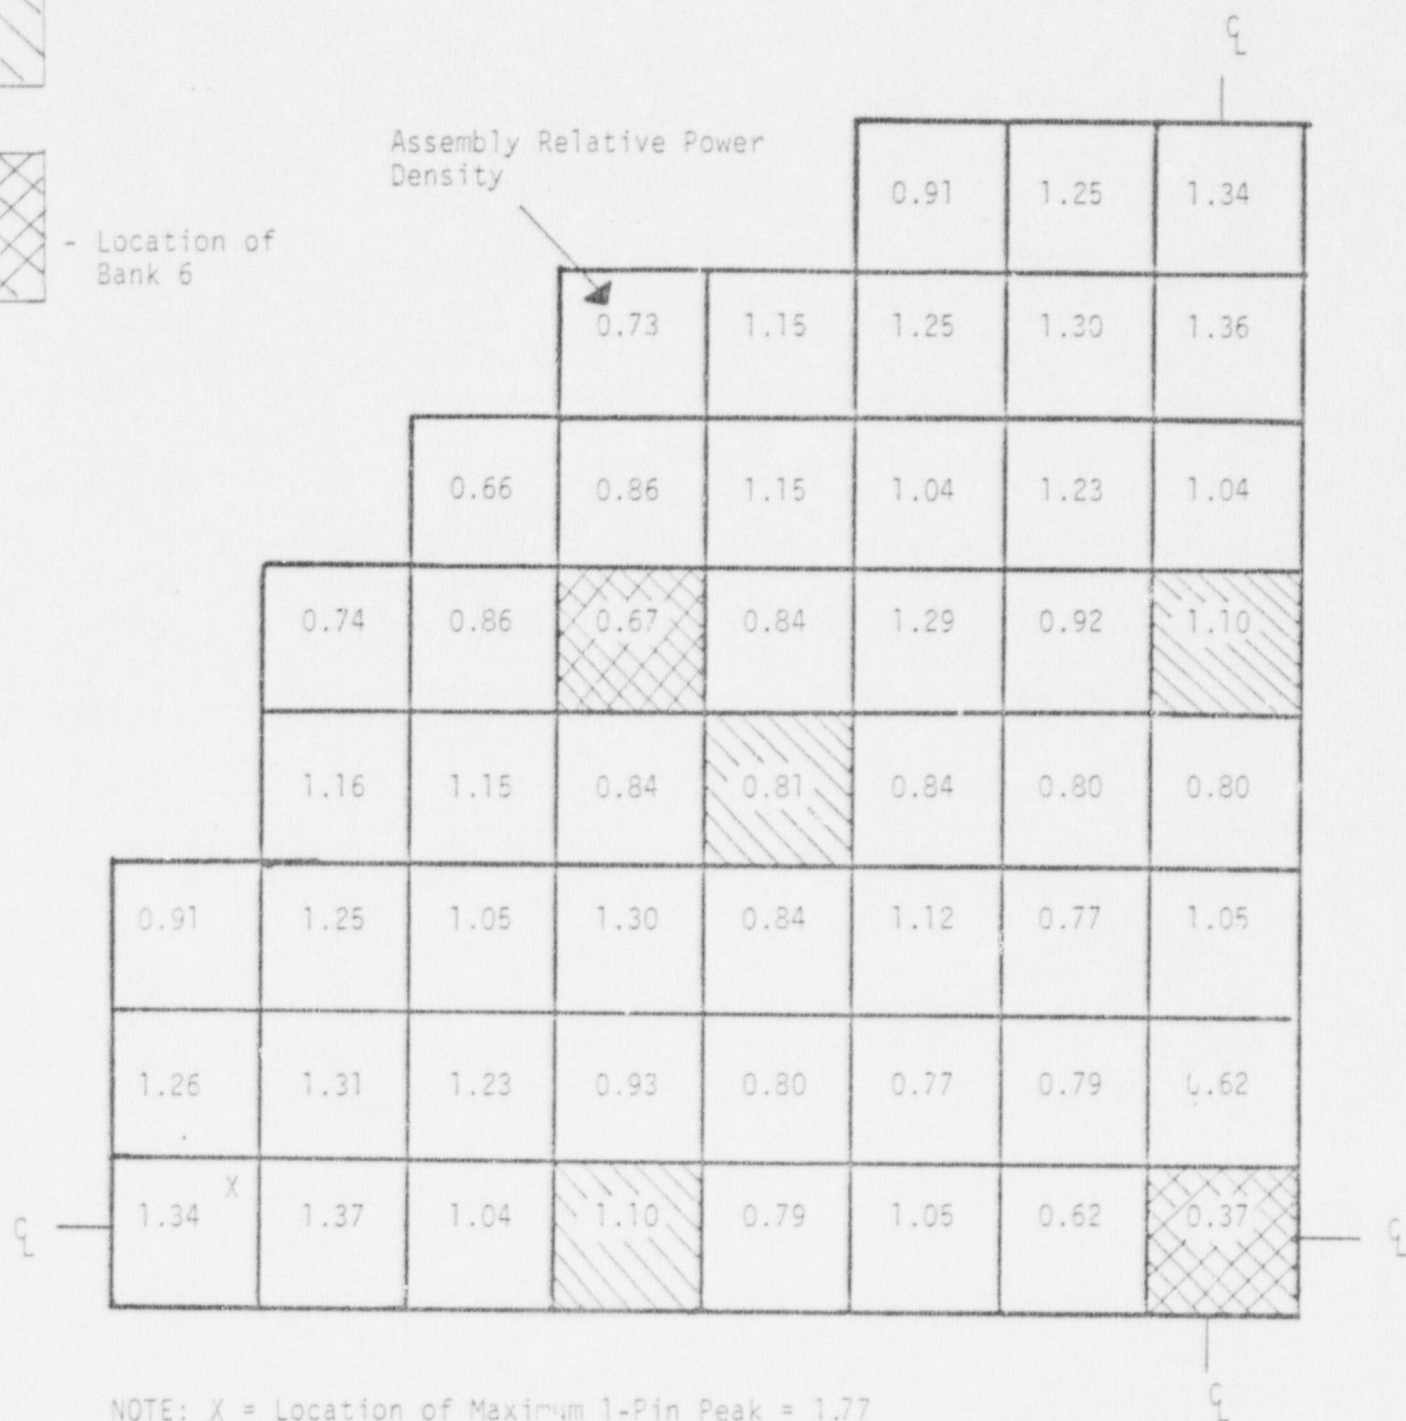 ℄
Assembly Relative Power
Density
- Location of
Bank 6
0.91 1.25 1.34
0.73 1.15 1.25 1.30 1.36
0.66 0.86 1.15 1.04 1.23 1.04
0.74 0.86 0.67 0.84 1.29 0.92 1.10
1.16 1.15 0.84 0.81 0.84 0.80 0.80
0.91 1.25 1.05 1.30 0.84 1.12 0.77 1.05
1.26 1.31 1.23 0.93 0.80 0.77 0.79 0.62
X
℄ 1.34 1.37 1.04 1.10 0.79 1.05 0.62 0.37 ℄
℄
NOTE: X = Location of Maximum 1-Pin Peak = 1.77